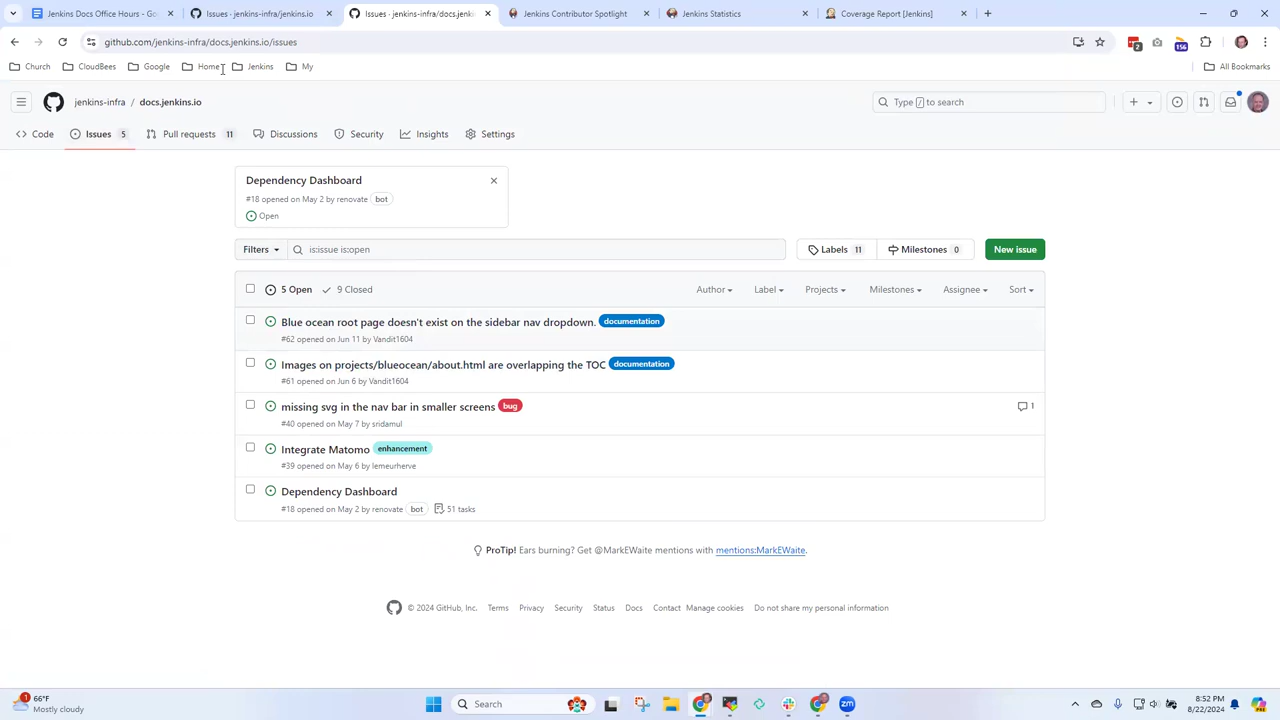 Jenkins Docs Office Hours - Goo
Issues · jenkins-infra/jenkins.io
Issues · jenkins-infra/docs.jenk
Jenkins Contributor Spotlight
Jenkins Statistics
Coverage Report [Jenkins]
github.com/jenkins-infra/docs.jenkins.io/issues
2
156
Church
CloudBees
Google
Home
Jenkins
My
All Bookmarks
jenkins-infra / docs.jenkins.io
Type / to search
Code
Issues 5
Pull requests 11
Discussions
Security
Insights
Settings
Dependency Dashboard
#18 opened on May 2 by renovate bot
Open
Filters
is:issue is:open
Labels 11
Milestones 0
New issue
5 Open
9 Closed
Author
Label
Projects
Milestones
Assignee
Sort
Blue ocean root page doesn't exist on the sidebar nav dropdown. documentation
#62 opened on Jun 11 by Vandit1604
Images on projects/blueocean/about.html are overlapping the TOC documentation
#61 opened on Jun 6 by Vandit1604
missing svg in the nav bar in smaller screens bug
1
#40 opened on May 7 by sridamul
Integrate Matomo enhancement
#39 opened on May 6 by lemeurherve
Dependency Dashboard
#18 opened on May 2 by renovate bot 51 tasks
ProTip! Ears burning? Get @MarkEWaite mentions with mentions:MarkEWaite.
© 2024 GitHub, Inc.
Terms
Privacy
Security
Status
Docs
Contact
Manage cookies
Do not share my personal information
1
66°F
Mostly cloudy
Search
zm
8:52 PM
8/22/2024